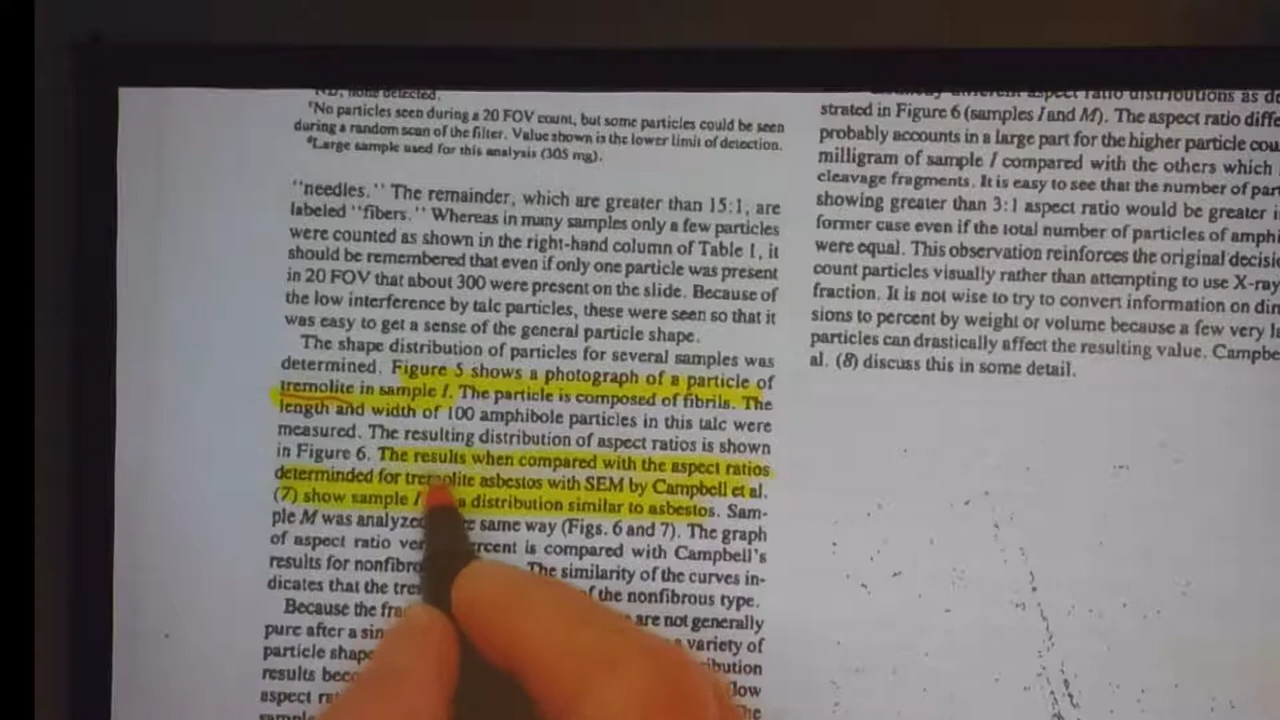 ND, none detected.
ᶜNo particles seen during a 20 FOV count, but some particles could be seen
during a random scan of the filter. Value shown is the lower limit of detection.
ᵈLarge sample used for this analysis (305 mg).
"needles." The remainder, which are greater than 15:1, are
labeled "fibers." Whereas in many samples only a few particles
were counted as shown in the right-hand column of Table I, it
should be remembered that even if only one particle was present
in 20 FOV that about 300 were present on the slide. Because of
the low interference by talc particles, these were seen so that it
was easy to get a sense of the general particle shape.
The shape distribution of particles for several samples was
determined. Figure 5 shows a photograph of a particle of
tremolite in sample I. The particle is composed of fibrils. The
length and width of 100 amphibole particles in this talc were
measured. The resulting distribution of aspect ratios is shown
in Figure 6. The results when compared with the aspect ratios
determinded for tremolite asbestos with SEM by Campbell et al.
(7) show sample I a distribution similar to asbestos. Sam-
ple M was analyzed same way (Figs. 6 and 7). The graph
of aspect ratio percent is compared with Campbell's
results for The similarity of the curves in-
dicates that the of the nonfibrous type.
Because the are not generally
pure after a variety of
particle
results
aspect
aspect ratio distributions as
strated in Figure 6 (samples I and M). The aspect ratio
probably accounts in a large part for the higher particle
milligram of sample I compared with the others which
cleavage fragments. It is easy to see that the number of
showing greater than 3:1 aspect ratio would be greater
former case even if the total number of particles of
were equal. This observation reinforces the original
count particles visually rather than attempting to use X-ray
fraction. It is not wise to try to convert information on
sions to percent by weight or volume because a few very
particles can drastically affect the resulting value.
al. (8) discuss this in some detail.